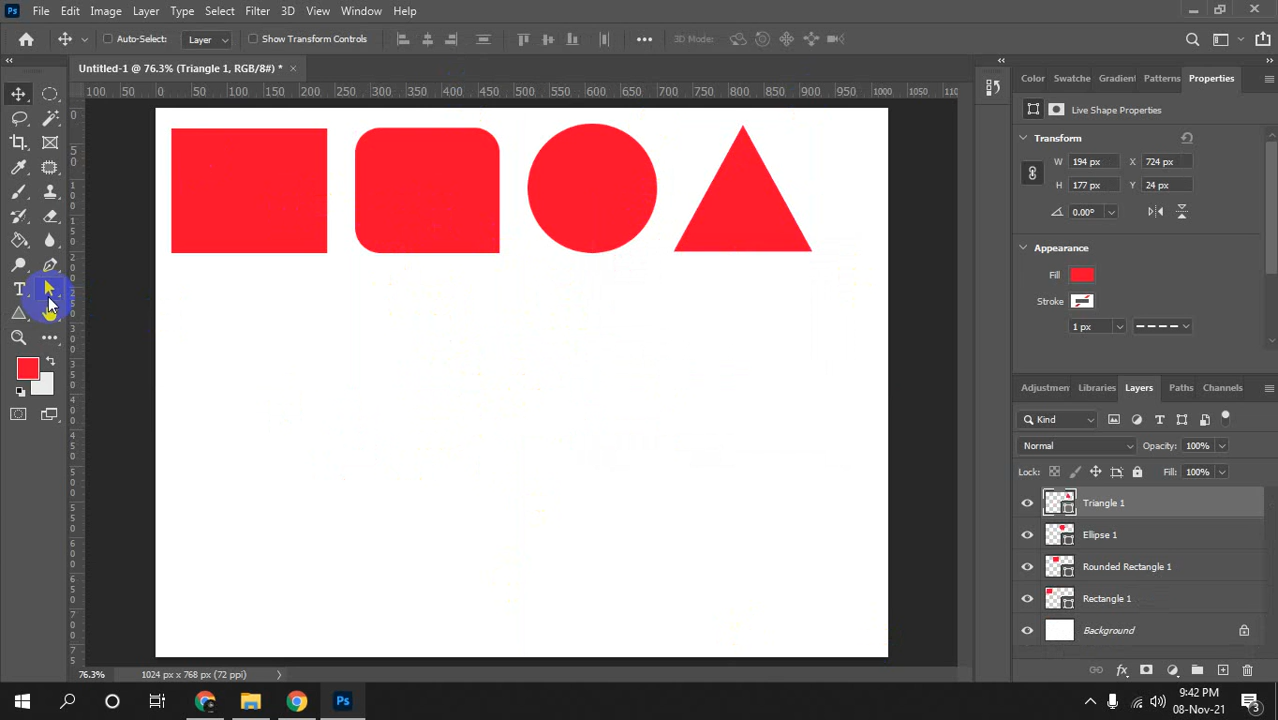 Ps File Edit Image Layer Type Select Filter 3D View Window Help
Auto-Select: Layer Show Transform Controls 3D Mode:
Untitled-1 @ 76.3% (Triangle 1, RGB/8#) *
100 50 0 50 100 150 200 250 300 350 400 450 500 550 600 650 700 750 800 850 900 950 1000
Color Swatche Gradient Patterns Properties
Live Shape Properties
Transform
W 194 px X 724 px
H 177 px Y 24 px
0.00°
Appearance
Fill
Stroke
1 px
Adjustmen Libraries Layers Paths Channels
Kind
Normal Opacity: 100%
Lock: Fill: 100%
Triangle 1
Ellipse 1
Rounded Rectangle 1
Rectangle 1
Background
76.3% 1024 px x 768 px (72 ppi)
Ps
9:42 PM
08-Nov-21
3